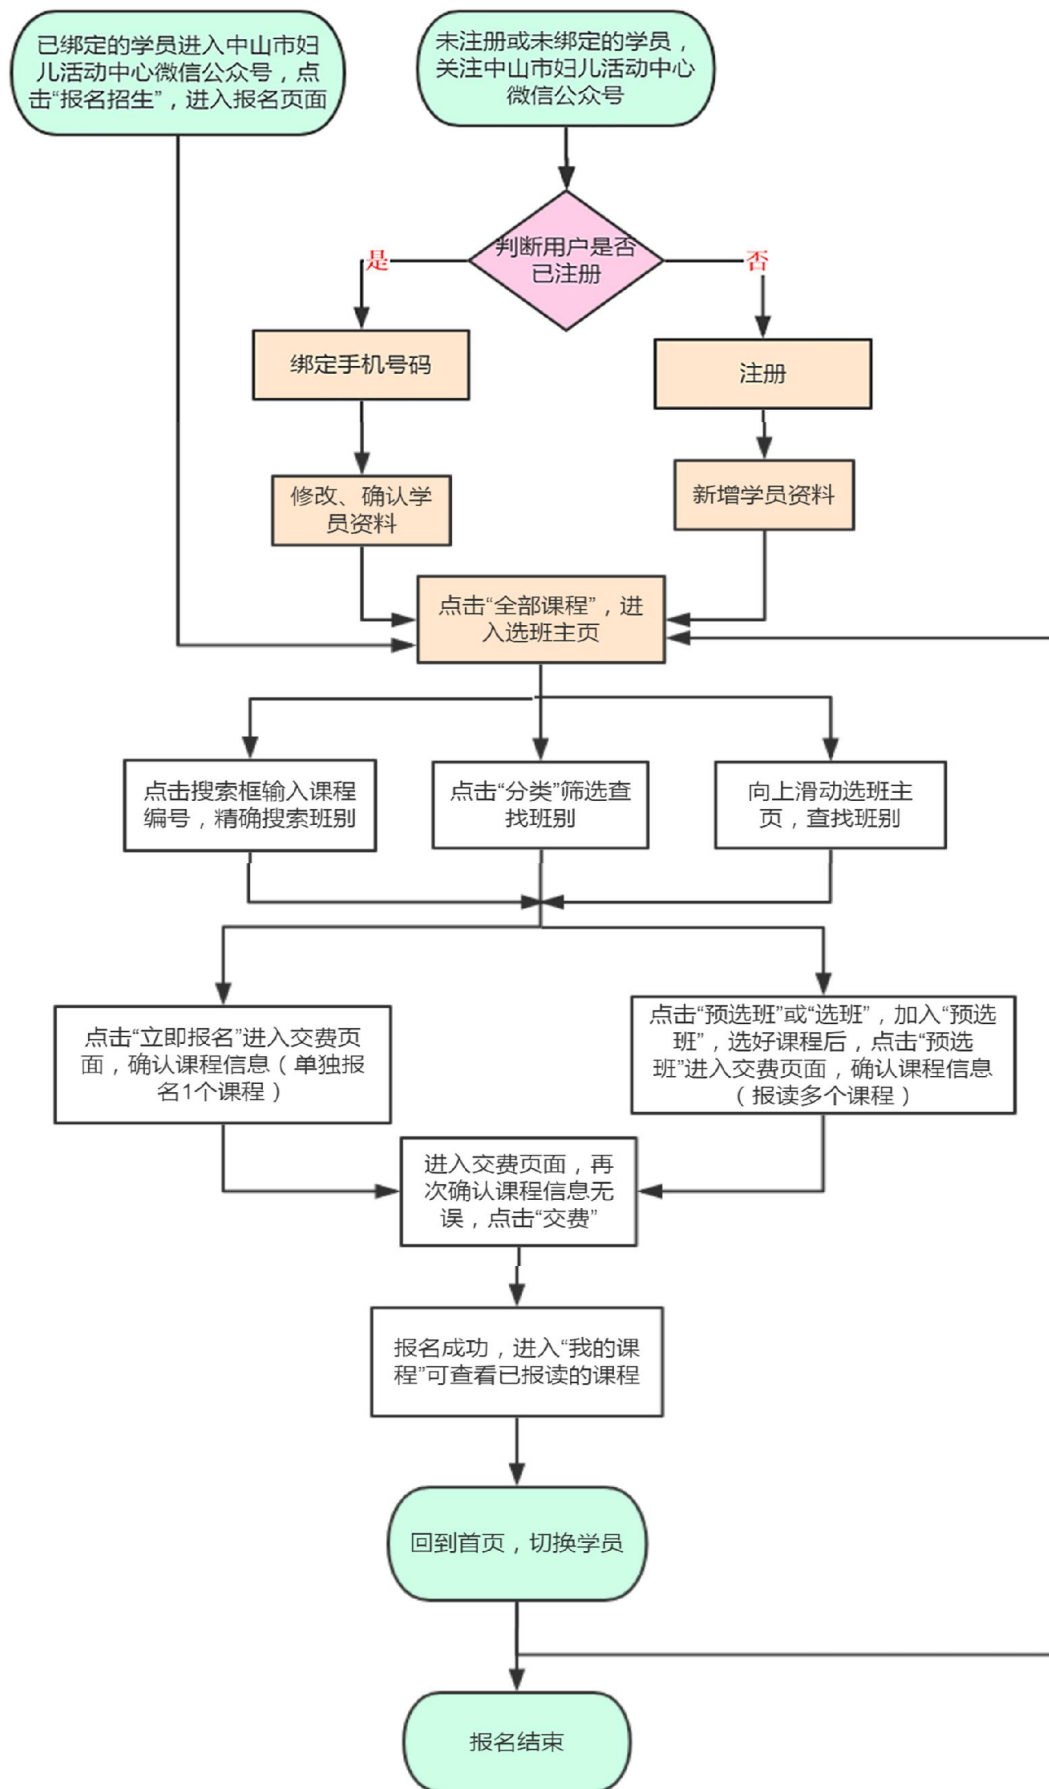 已绑定的学员进入中山市妇
儿活动中心微信公众号，点
击“报名招生”，进入报名页面
未注册或未绑定的学员，
关注中山市妇儿活动中心
微信公众号
判断用户是否
已注册
是
否
绑定手机号码
注册
修改、确认学
员资料
新增学员资料
点击“全部课程”，进
入选班主页
点击搜索框输入课程
编号，精确搜索班别
点击“分类”筛选查
找班别
向上滑动选班主
页，查找班别
点击“立即报名”进入交费页
面，确认课程信息（单独报
名1个课程）
点击“预选班”或“选班”，加入“预选
班”，选好课程后，点击“预选
班”进入交费页面，确认课程信息
（报读多个课程）
进入交费页面，再
次确认课程信息无
误，点击“交费”
报名成功，进入“我的课
程”可查看已报读的课程
回到首页，切换学员
报名结束